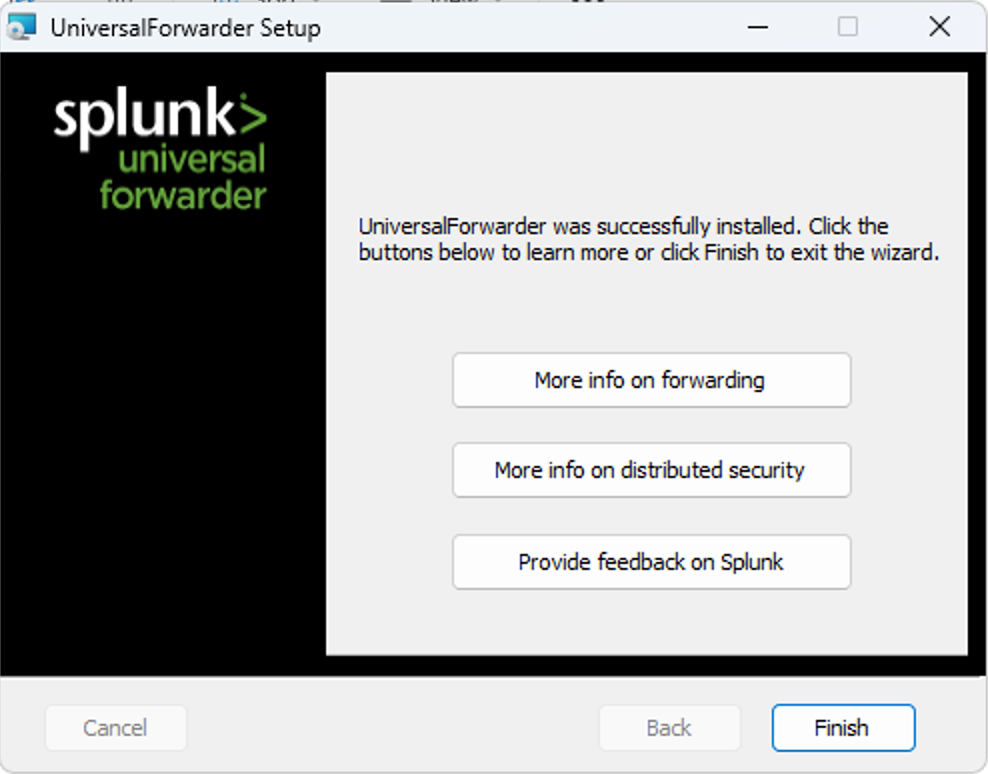 UniversalForwarder Setup
splunk>
universal
forwarder
UniversalForwarder was successfully installed. Click the
buttons below to learn more or click Finish to exit the wizard.
More info on forwarding
More info on distributed security
Provide feedback on Splunk
Cancel
Back
Finish